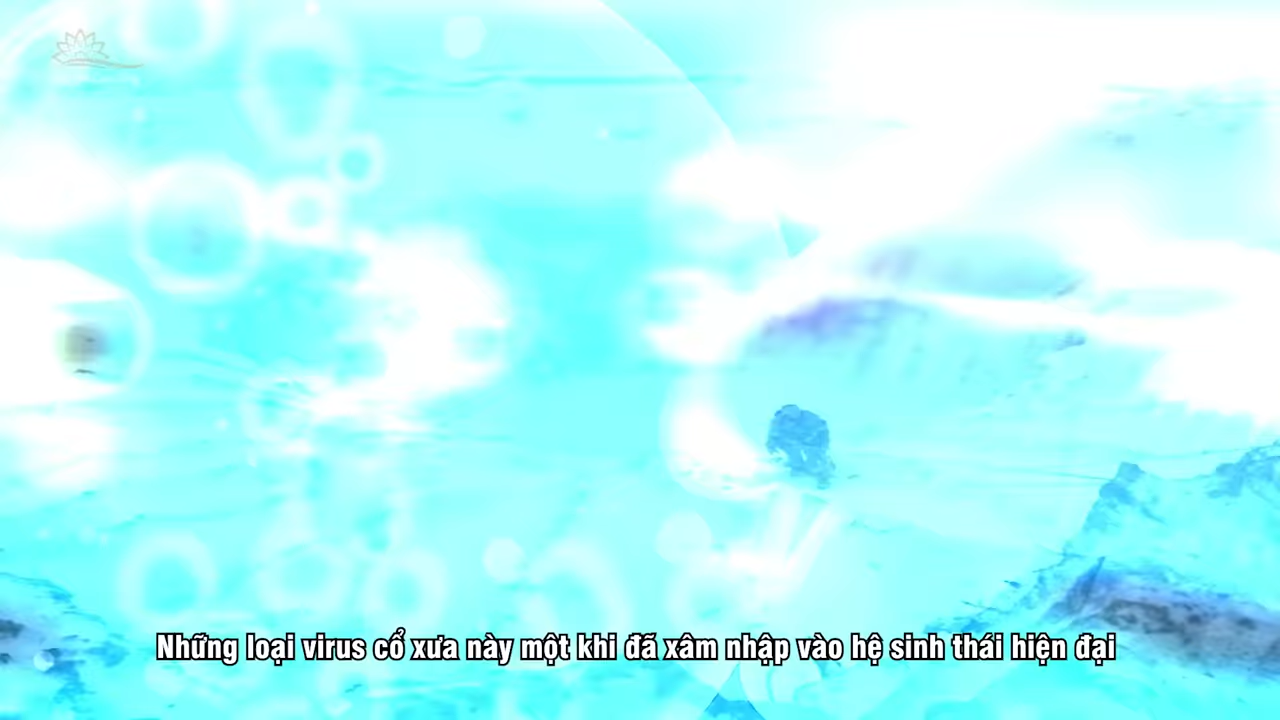 Những loại virus cổ xưa này một khi đã xâm nhập vào hệ sinh thái hiện đại